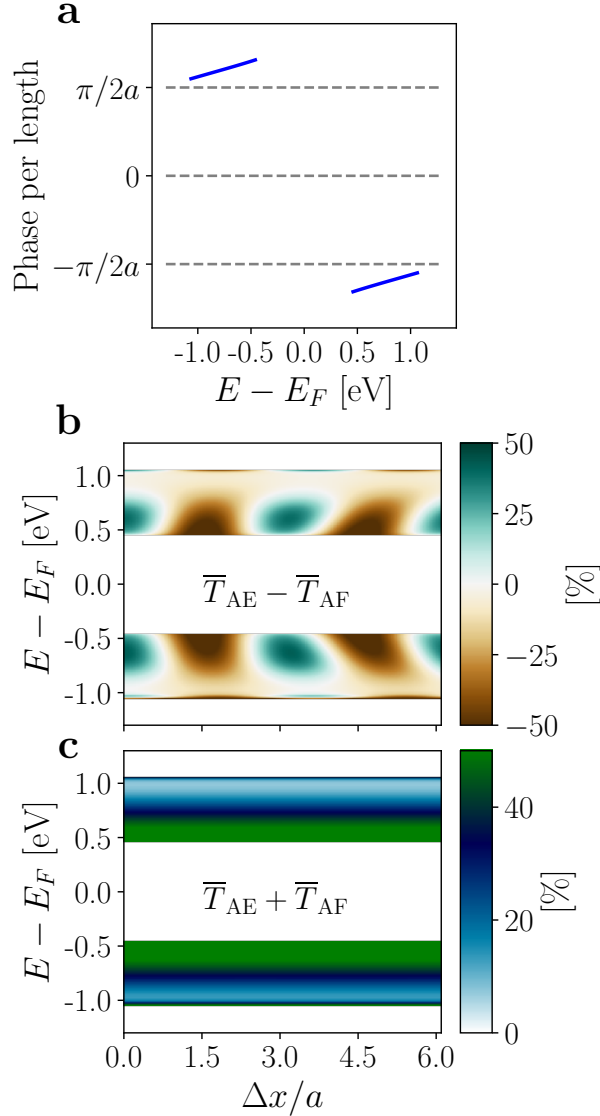 a
Phase per length
π/2a
0
−π/2a
-1.0 -0.5 0.0 0.5 1.0
E − E_F [eV]
b
E − E_F [eV]
1.0
0.5
0.0
-0.5
-1.0
T̅_AE − T̅_AF
50
25
0
−25
−50
[%]
c
E − E_F [eV]
1.0
0.5
0.0
-0.5
-1.0
T̅_AE + T̅_AF
40
20
0
[%]
0.0 1.5 3.0 4.5 6.0
Δx/a